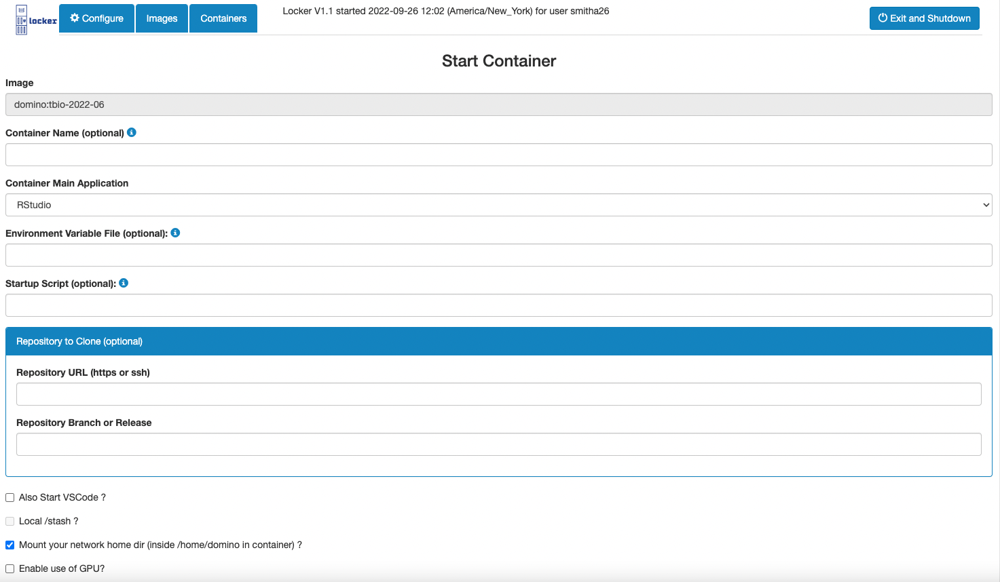 locker
Configure
Images
Containers
Locker V1.1 started 2022-09-26 12:02 (America/New_York) for user smitha26
Exit and Shutdown
Start Container
Image
domino:tbio-2022-06
Container Name (optional)
Container Main Application
RStudio
Environment Variable File (optional):
Startup Script (optional):
Repository to Clone (optional)
Repository URL (https or ssh)
Repository Branch or Release
Also Start VSCode ?
Local /stash ?
Mount your network home dir (inside /home/domino in container) ?
Enable use of GPU?